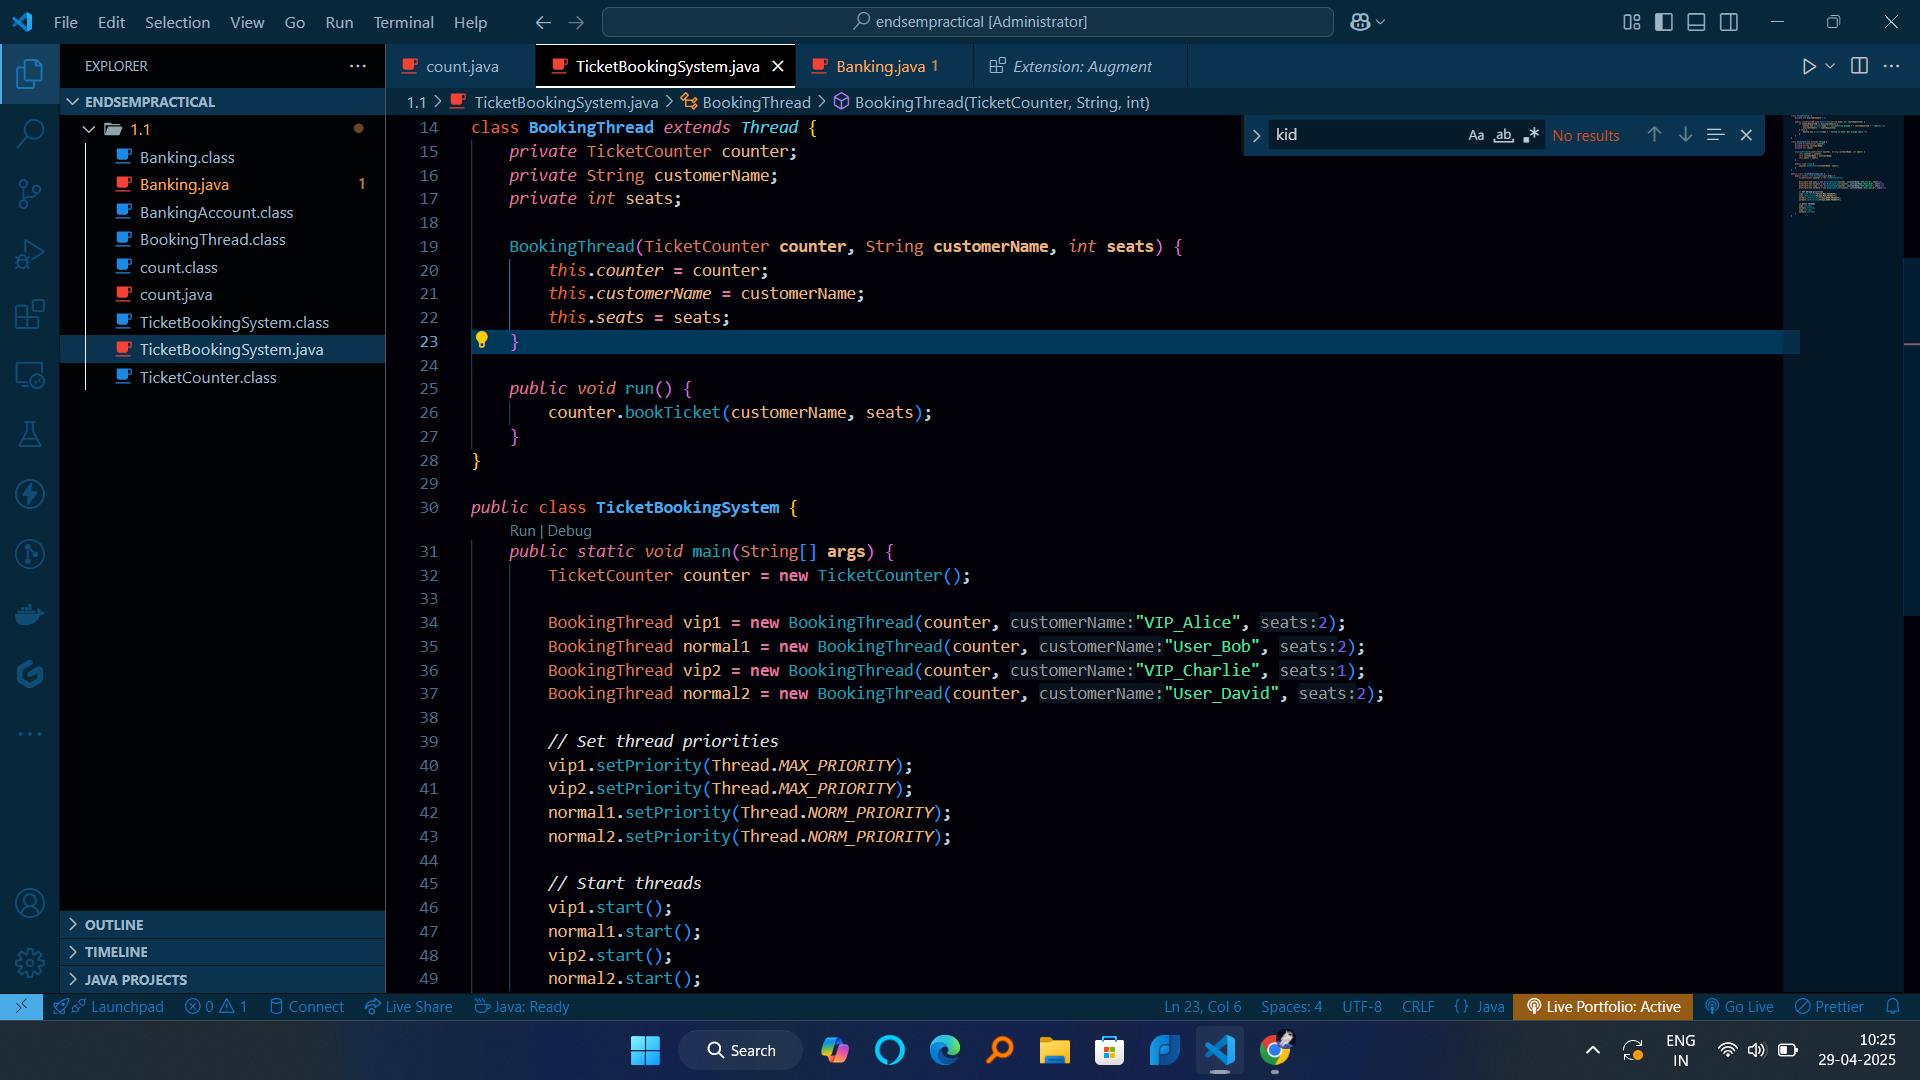 File Edit Selection View Go Run Terminal Help
endsempractical [Administrator]
EXPLORER
ENDSEMPRACTICAL
1.1
Banking.class
Banking.java 1
BankingAccount.class
BookingThread.class
count.class
count.java
TicketBookingSystem.class
TicketBookingSystem.java
TicketCounter.class
OUTLINE
TIMELINE
JAVA PROJECTS
count.java
TicketBookingSystem.java
Banking.java 1
Extension: Augment
1.1 > TicketBookingSystem.java > BookingThread > BookingThread(TicketCounter, String, int)
kid Aa ab .* No results
14 class BookingThread extends Thread {
15 private TicketCounter counter;
16 private String customerName;
17 private int seats;
18
19 BookingThread(TicketCounter counter, String customerName, int seats) {
20 this.counter = counter;
21 this.customerName = customerName;
22 this.seats = seats;
23 }
24
25 public void run() {
26 counter.bookTicket(customerName, seats);
27 }
28 }
29
30 public class TicketBookingSystem {
Run | Debug
31 public static void main(String[] args) {
32 TicketCounter counter = new TicketCounter();
33
34 BookingThread vip1 = new BookingThread(counter, customerName:"VIP_Alice", seats:2);
35 BookingThread normal1 = new BookingThread(counter, customerName:"User_Bob", seats:2);
36 BookingThread vip2 = new BookingThread(counter, customerName:"VIP_Charlie", seats:1);
37 BookingThread normal2 = new BookingThread(counter, customerName:"User_David", seats:2);
38
39 // Set thread priorities
40 vip1.setPriority(Thread.MAX_PRIORITY);
41 vip2.setPriority(Thread.MAX_PRIORITY);
42 normal1.setPriority(Thread.NORM_PRIORITY);
43 normal2.setPriority(Thread.NORM_PRIORITY);
44
45 // Start threads
46 vip1.start();
47 normal1.start();
48 vip2.start();
49 normal2.start();
Launchpad 0 1 Connect Live Share Java: Ready Ln 23, Col 6 Spaces: 4 UTF-8 CRLF {} Java Live Portfolio: Active Go Live Prettier
Search
ENG
IN
10:25
29-04-2025